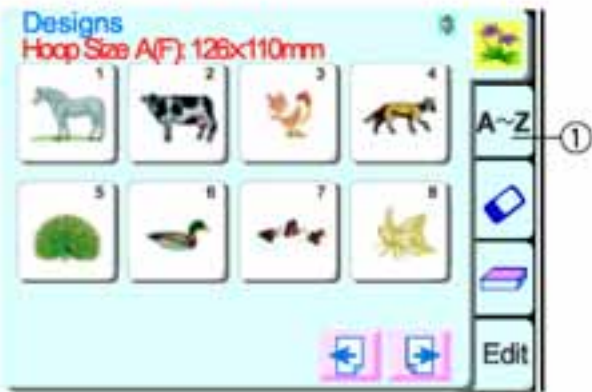 Designs
Hoop Size A(F): 126x110mm
1 2 3 4
A~Z
①
5 6 7 8
Edit